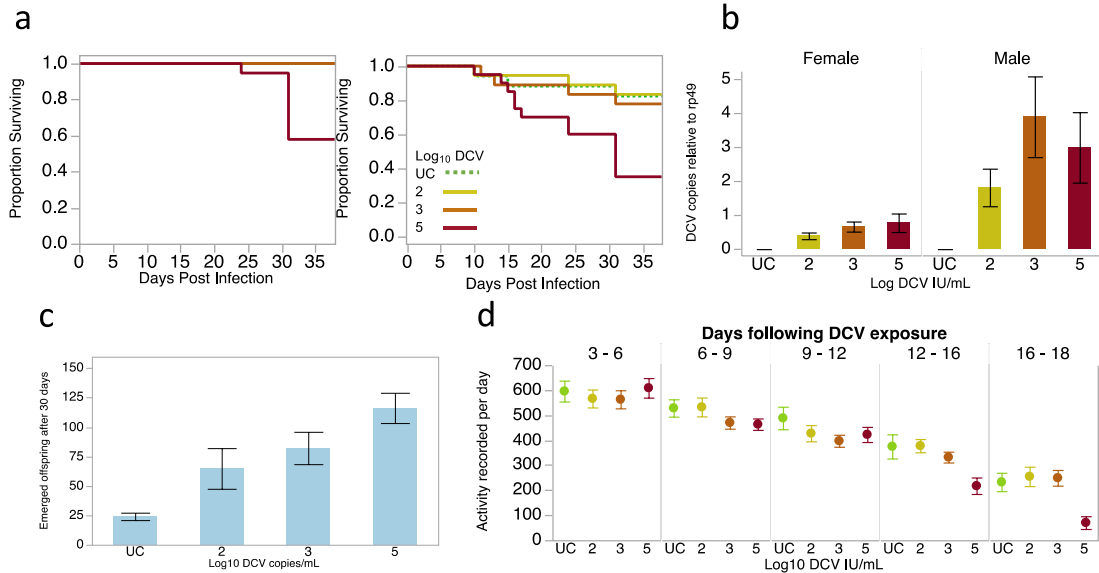 a
Proportion Surviving
1.0
0.8
0.6
0.4
0.2
0.0
0 5 10 15 20 25 30 35
Days Post Infection
Proportion Surviving
1.0
0.8
0.6
0.4
0.2
0.0
Log10 DCV
UC
2
3
5
0 5 10 15 20 25 30 35
Days Post Infection
b
Female Male
DCV copies relative to rp49
5
4
3
2
1
0
UC 2 3 5 UC 2 3 5
Log DCV IU/mL
c
Emerged offspring after 30 days
150
125
100
75
50
25
0
UC 2 3 5
Log10 DCV copies/mL
d
Days following DCV exposure
3 - 6 6 - 9 9 - 12 12 - 16 16 - 18
Activity recorded per day
700
600
500
400
300
200
100
0
UC 2 3 5 UC 2 3 5 UC 2 3 5 UC 2 3 5 UC 2 3 5
Log10 DCV IU/mL